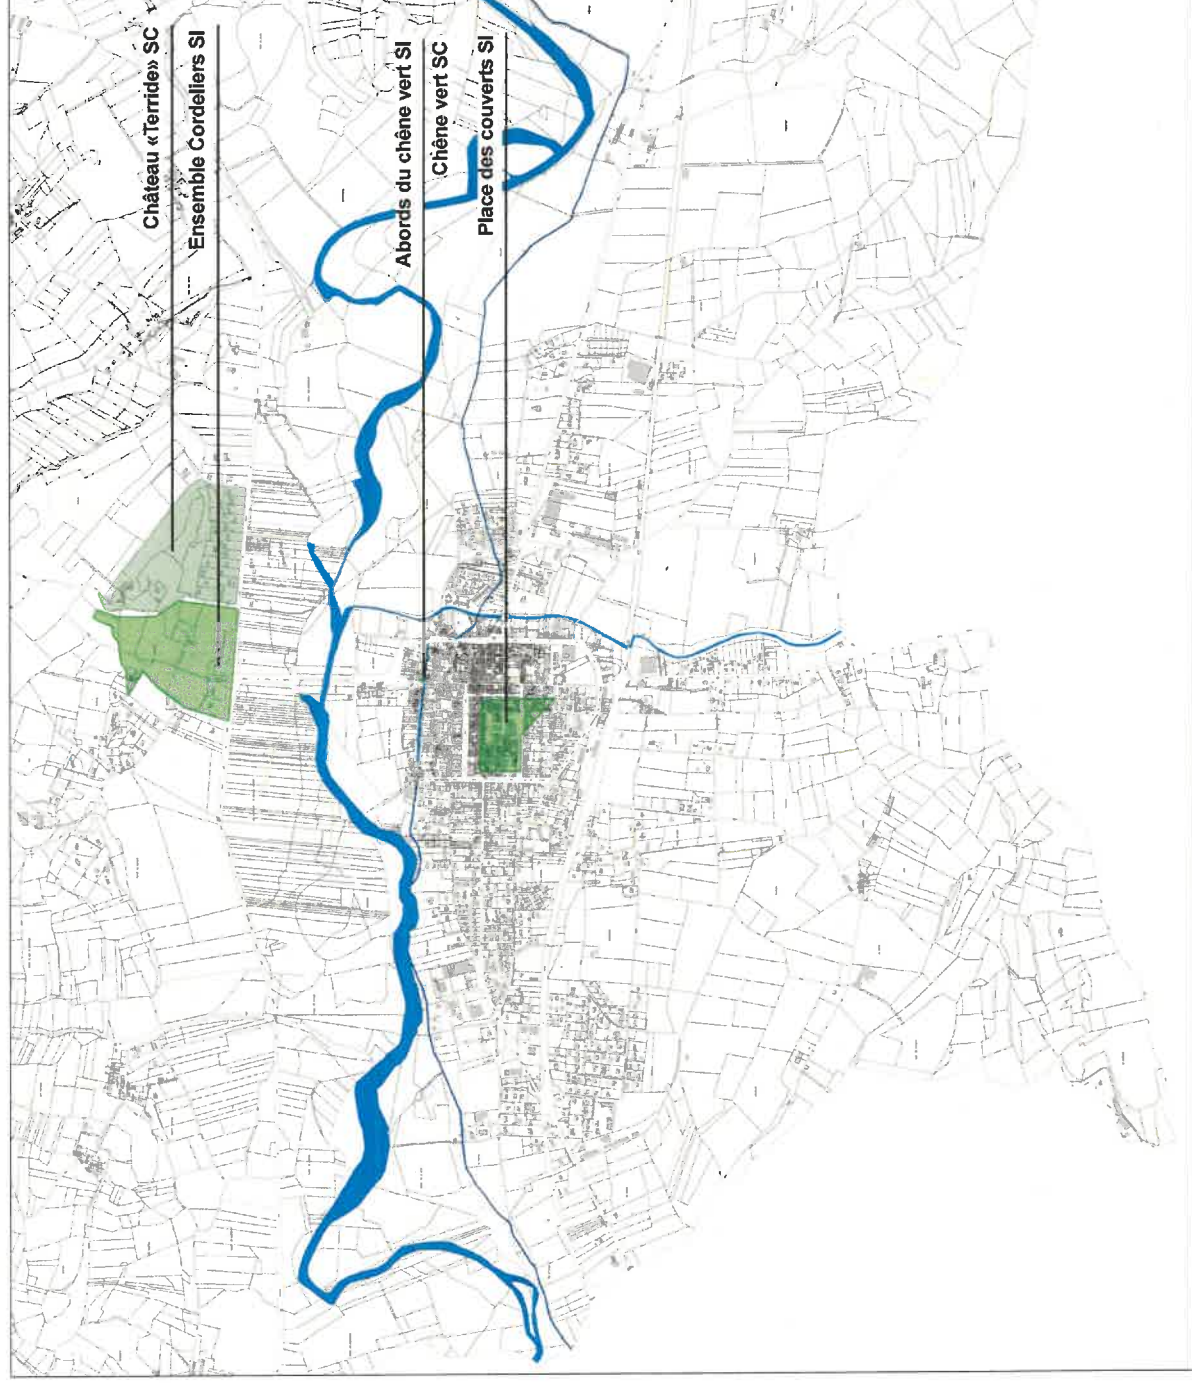 Château «Terride» SC
Ensemble Cordeliers SI
Abords du chêne vert SI
Chêne vert SC
Place des couverts SI